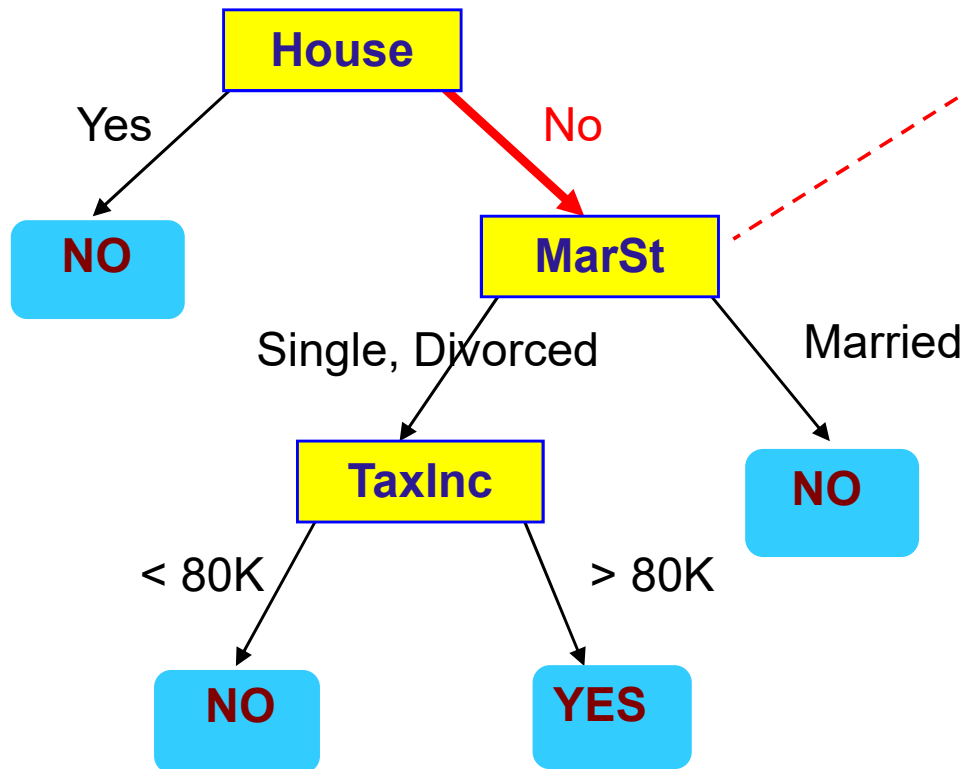 House
Yes
No
NO
MarSt
Single, Divorced
Married
TaxInc
NO
< 80K
> 80K
NO
YES